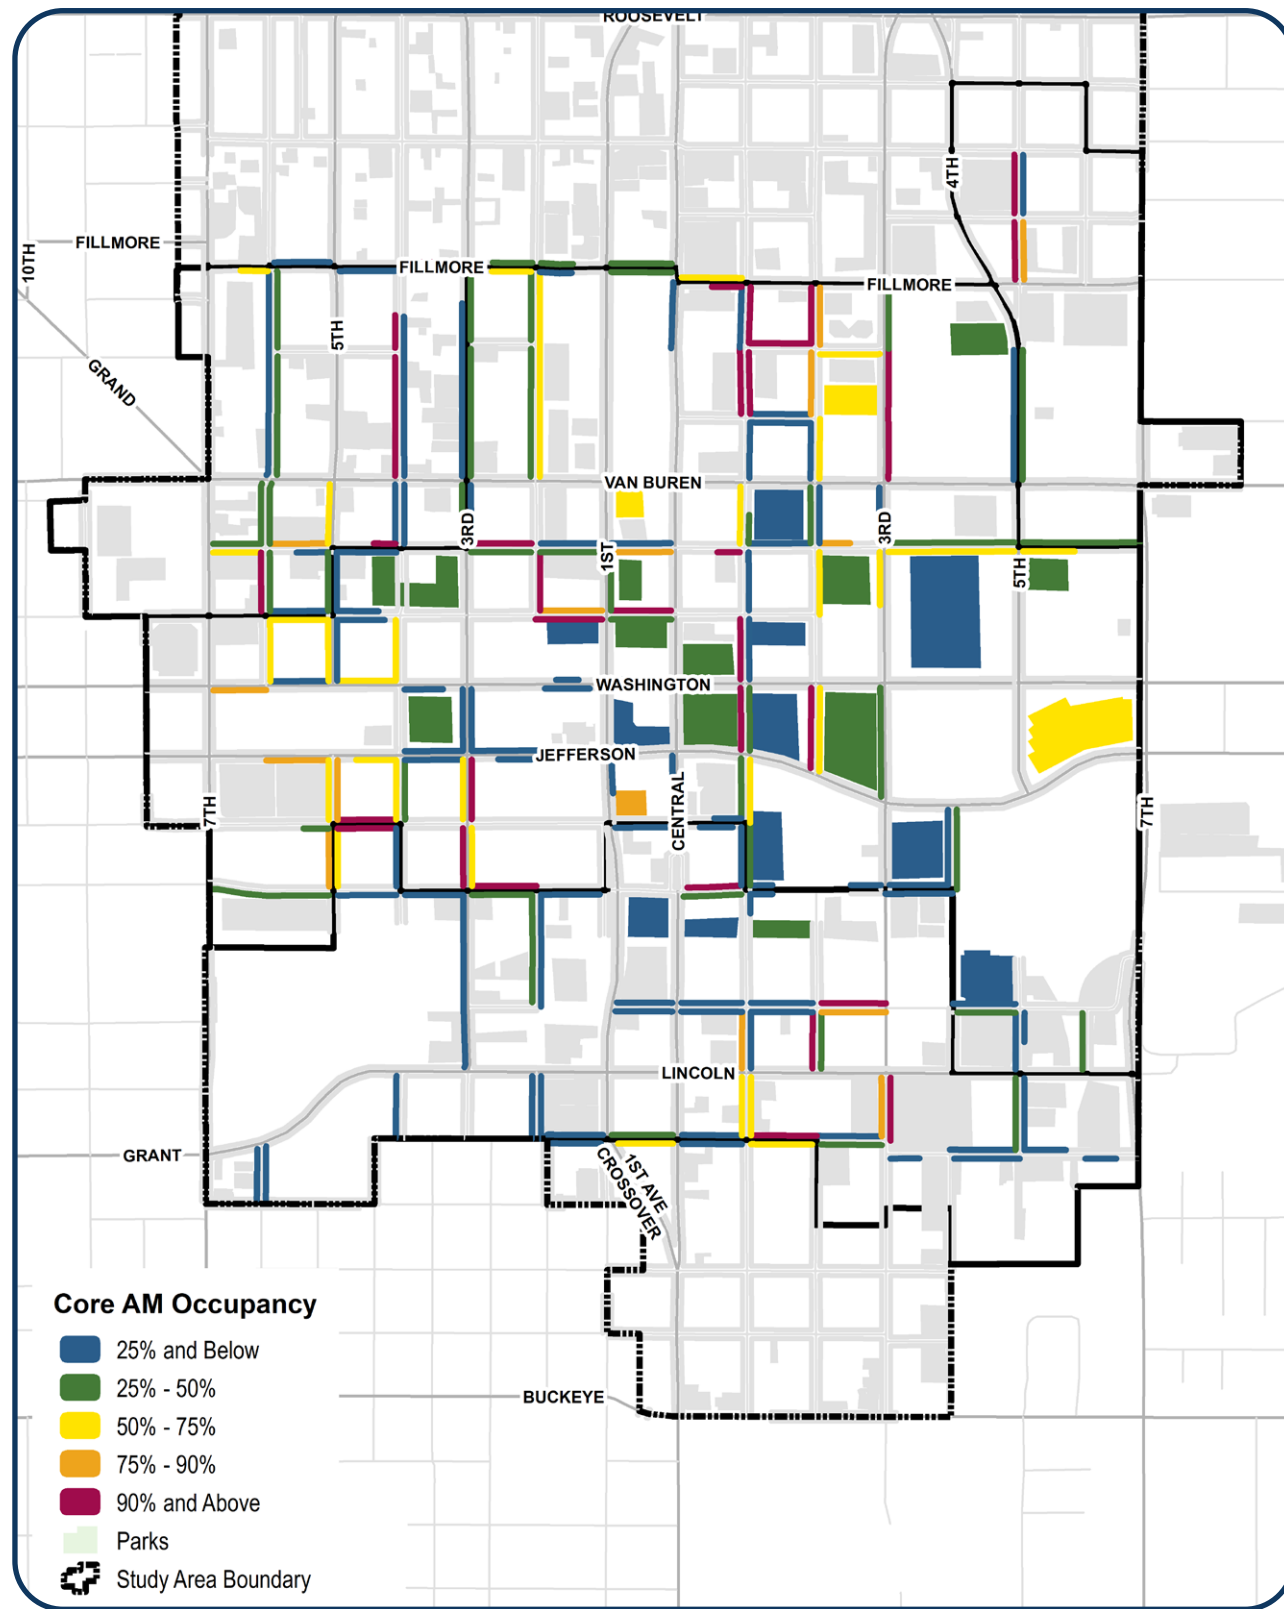 ROOSEVELT
4TH
FILLMORE
10TH
FILLMORE
FILLMORE
5TH
GRAND
VAN BUREN
3RD
3RD
1ST
5TH
WASHINGTON
JEFFERSON
7TH
CENTRAL
7TH
LINCOLN
GRANT
1ST AVE
CROSSOVER
BUCKEYE
Core AM Occupancy
25% and Below
25% - 50%
50% - 75%
75% - 90%
90% and Above
Parks
Study Area Boundary